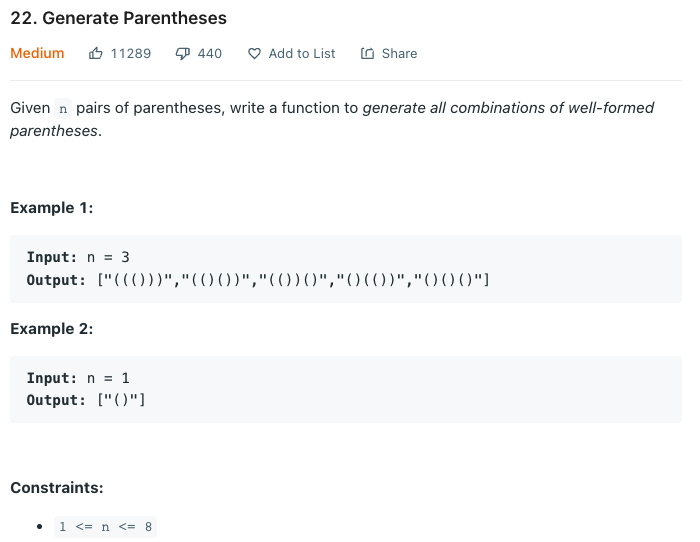 22. Generate Parentheses
Medium 11289 440 Add to List Share
Given n pairs of parentheses, write a function to generate all combinations of well-formed
parentheses.
Example 1:
Input: n = 3
Output: ["((()))","(()())","(())()","()(())","()()()"]
Example 2:
Input: n = 1
Output: ["()"]
Constraints:
• 1 <= n <= 8